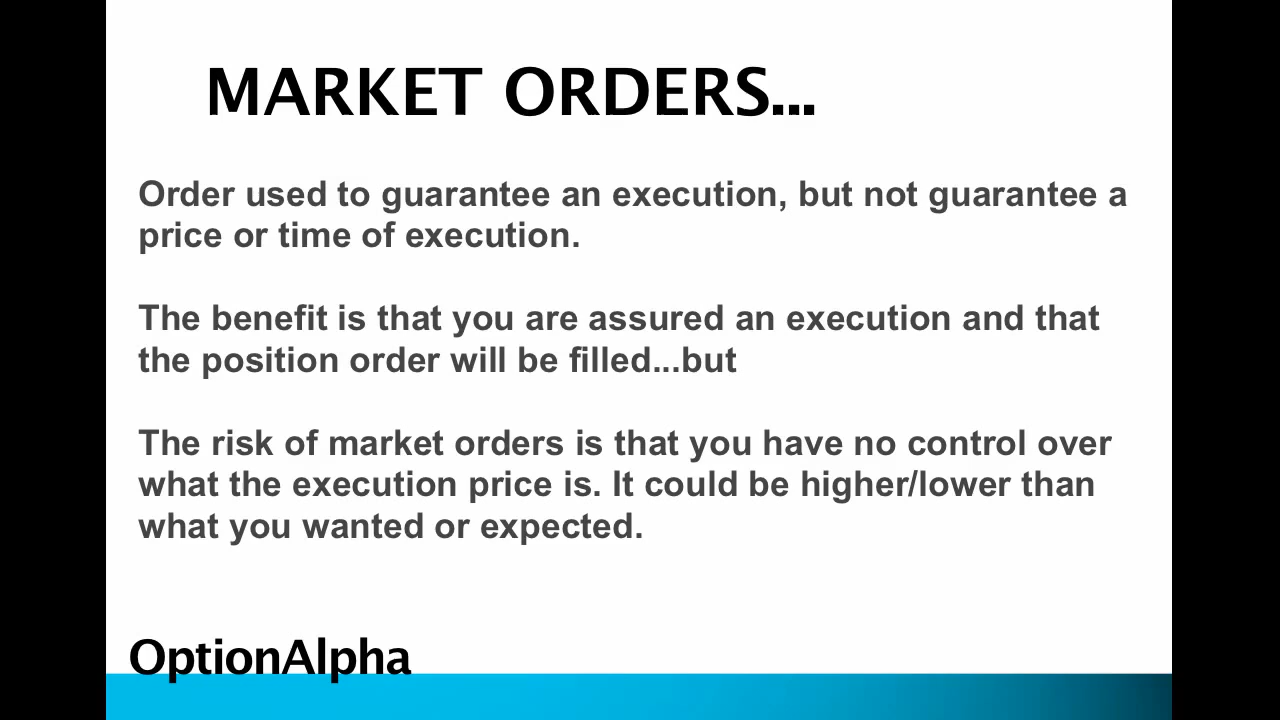 MARKET ORDERS...
Order used to guarantee an execution, but not guarantee a
price or time of execution.
The benefit is that you are assured an execution and that
the position order will be filled...but
The risk of market orders is that you have no control over
what the execution price is. It could be higher/lower than
what you wanted or expected.
OptionAlpha